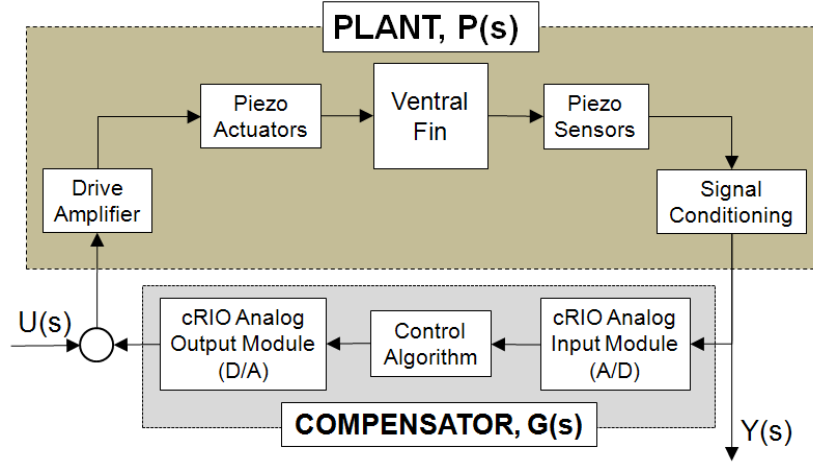 PLANT, P(s)
Piezo
Actuators
Ventral
Fin
Piezo
Sensors
Drive
Amplifier
Signal
Conditioning
U(s)
cRIO Analog
Output Module
(D/A)
Control
Algorithm
cRIO Analog
Input Module
(A/D)
COMPENSATOR, G(s)
Y(s)